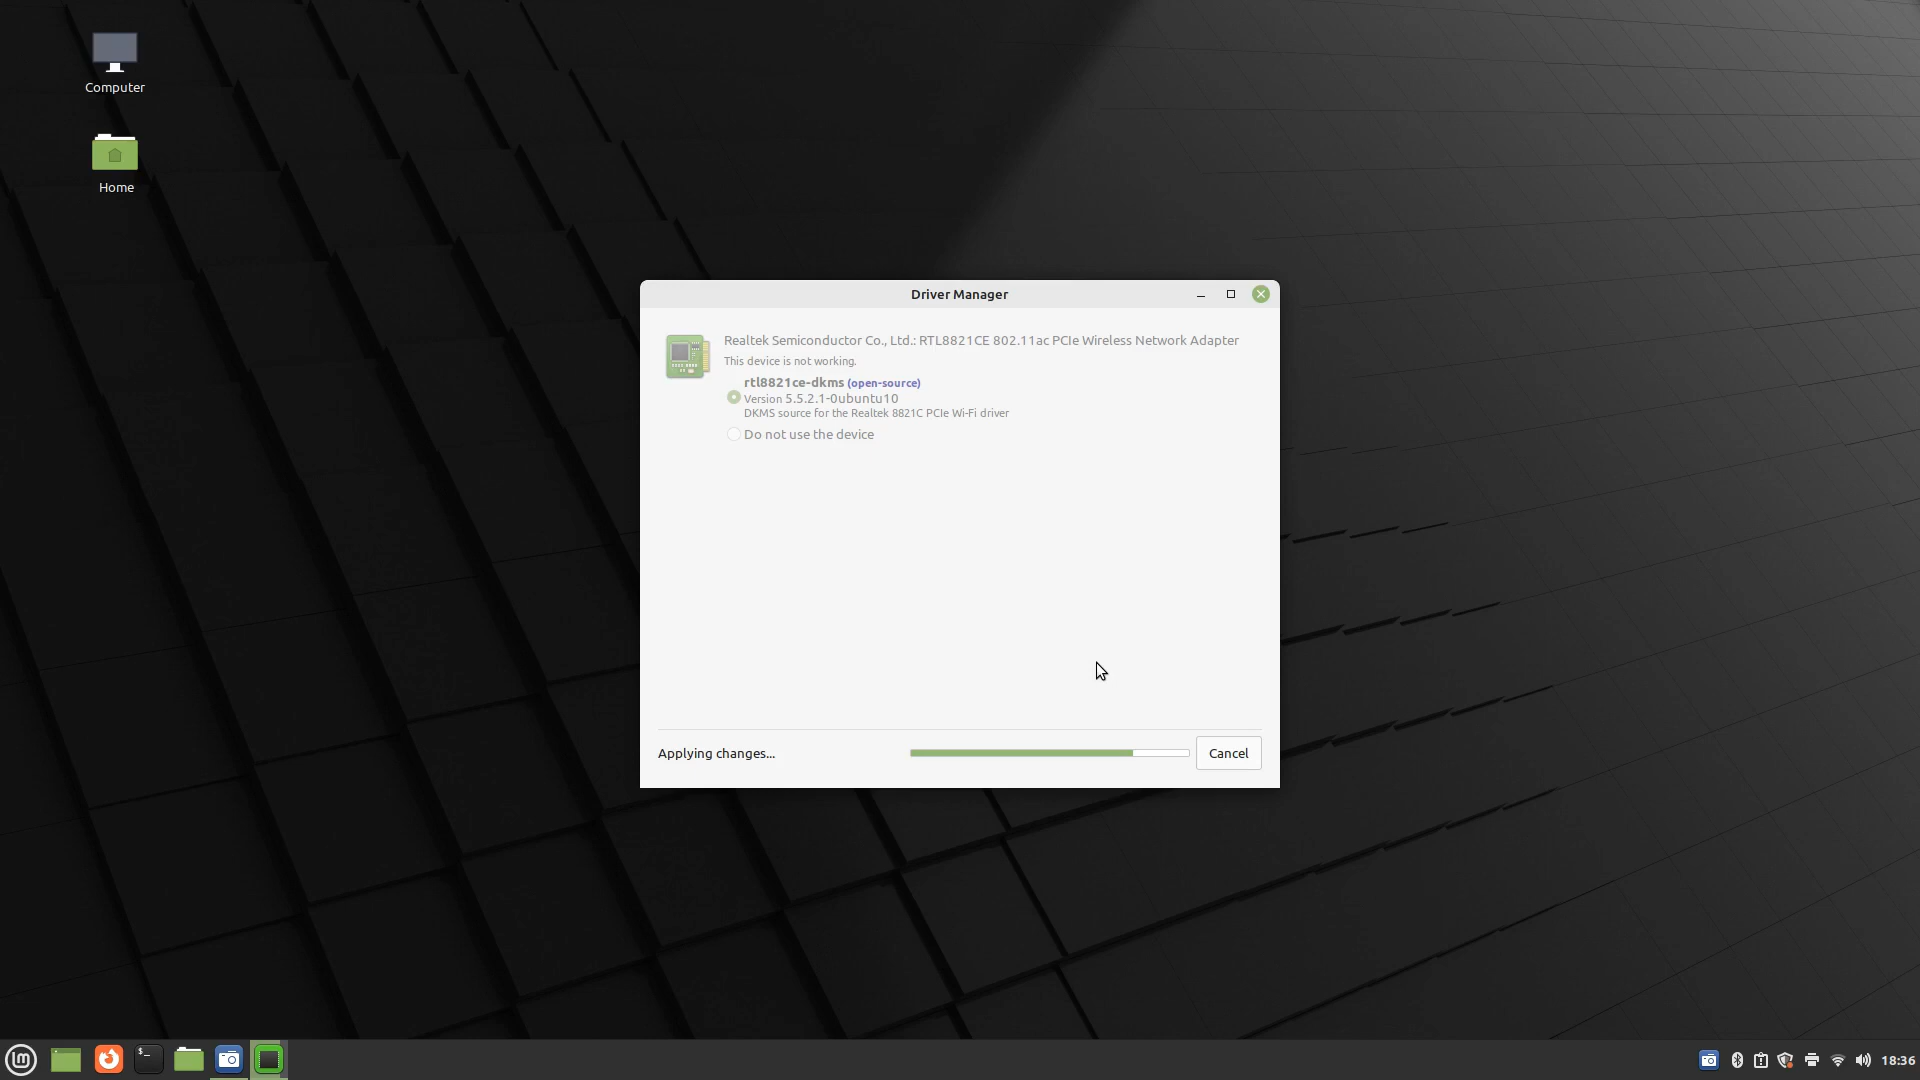 Computer
Home
Driver Manager
Realtek Semiconductor Co., Ltd.: RTL8821CE 802.11ac PCIe Wireless Network Adapter
This device is not working.
rtl8821ce-dkms (open-source)
Version 5.5.2.1-0ubuntu10
DKMS source for the Realtek 8821C PCIe Wi-Fi driver
Do not use the device
Applying changes...
Cancel
$_
18:36